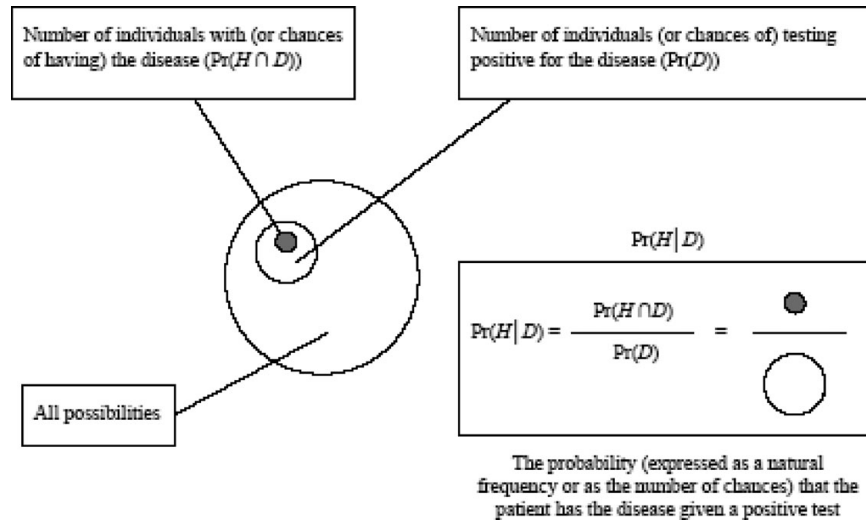 Number of individuals with (or chances
of having) the disease (Pr(H ∩ D))
Number of individuals (or chances of) testing
positive for the disease (Pr(D))
All possibilities
Pr(H|D)
Pr(H|D) = Pr(H∩D) / Pr(D) =
The probability (expressed as a natural
frequency or as the number of chances) that the
patient has the disease given a positive test